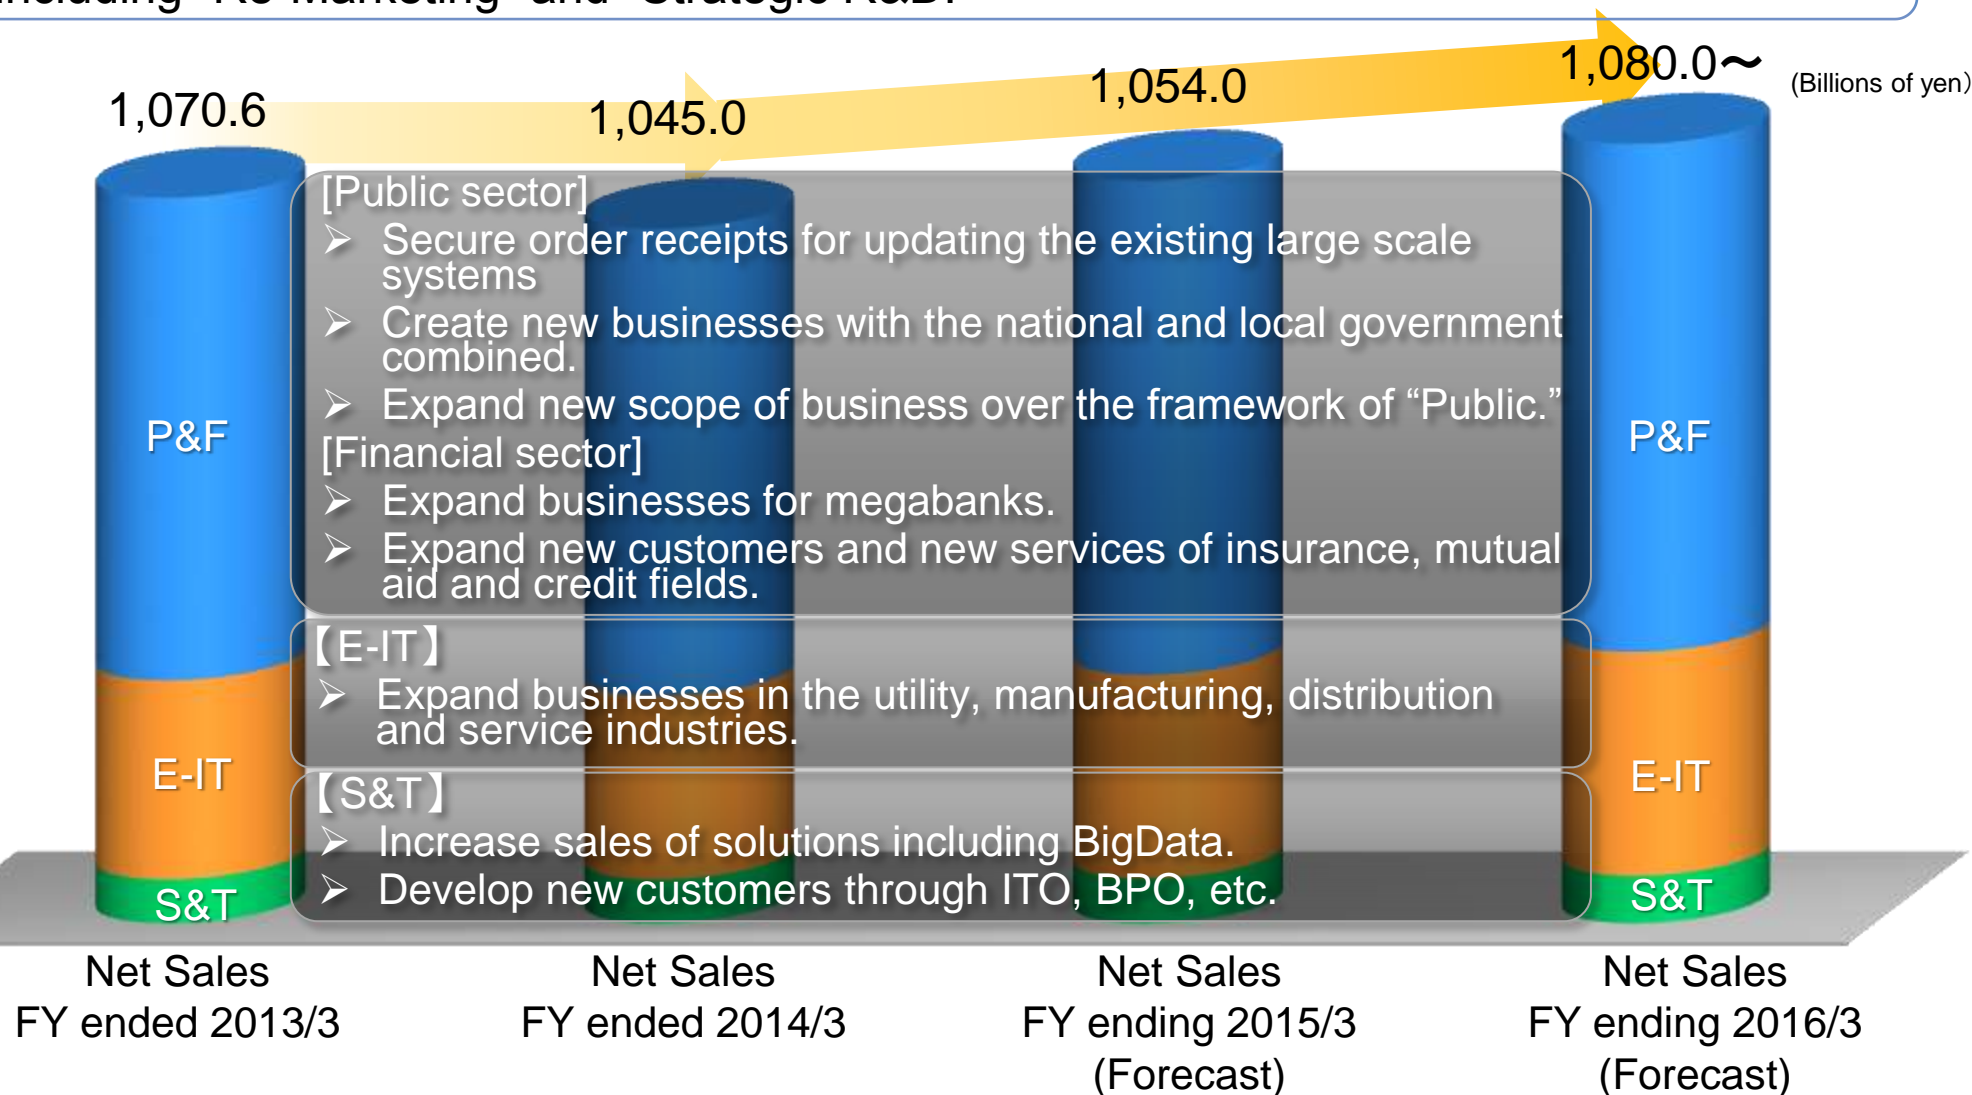 including "Re-Marketing" and "Strategic R&D."
1,070.6
1,045.0
1,054.0
1,080.0～
(Billions of yen）
[Public sector]
➢ Secure order receipts for updating the existing large scale
systems
➢ Create new businesses with the national and local government
combined.
➢ Expand new scope of business over the framework of “Public.”
[Financial sector]
➢ Expand businesses for megabanks.
➢ Expand new customers and new services of insurance, mutual
aid and credit fields.
【E-IT】
➢ Expand businesses in the utility, manufacturing, distribution
and service industries.
【S&T】
➢ Increase sales of solutions including BigData.
➢ Develop new customers through ITO, BPO, etc.
P&F
E-IT
S&T
P&F
E-IT
S&T
Net Sales
FY ended 2013/3
Net Sales
FY ended 2014/3
Net Sales
FY ending 2015/3
(Forecast)
Net Sales
FY ending 2016/3
(Forecast)